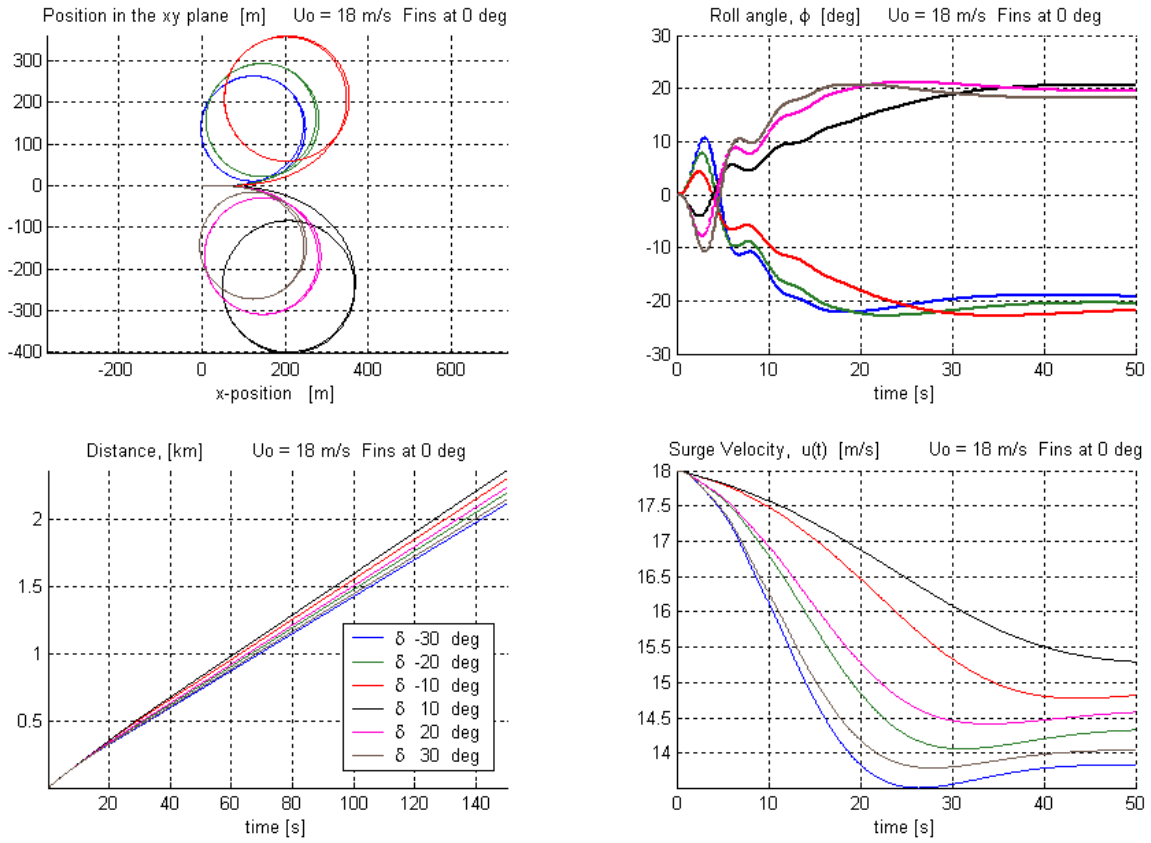 Position in the xy plane [m] Uo = 18 m/s Fins at 0 deg
300
200
100
0
-100
-200
-300
-400
-200 0 200 400 600
x-position [m]
Roll angle, ϕ [deg] Uo = 18 m/s Fins at 0 deg
30
20
10
0
-10
-20
-30
0 10 20 30 40 50
time [s]
Distance, [km] Uo = 18 m/s Fins at 0 deg
2
1.5
1
0.5
20 40 60 80 100 120 140
time [s]
δ -30 deg
δ -20 deg
δ -10 deg
δ 10 deg
δ 20 deg
δ 30 deg
Surge Velocity, u(t) [m/s] Uo = 18 m/s Fins at 0 deg
18
17.5
17
16.5
16
15.5
15
14.5
14
0 10 20 30 40 50
time [s]